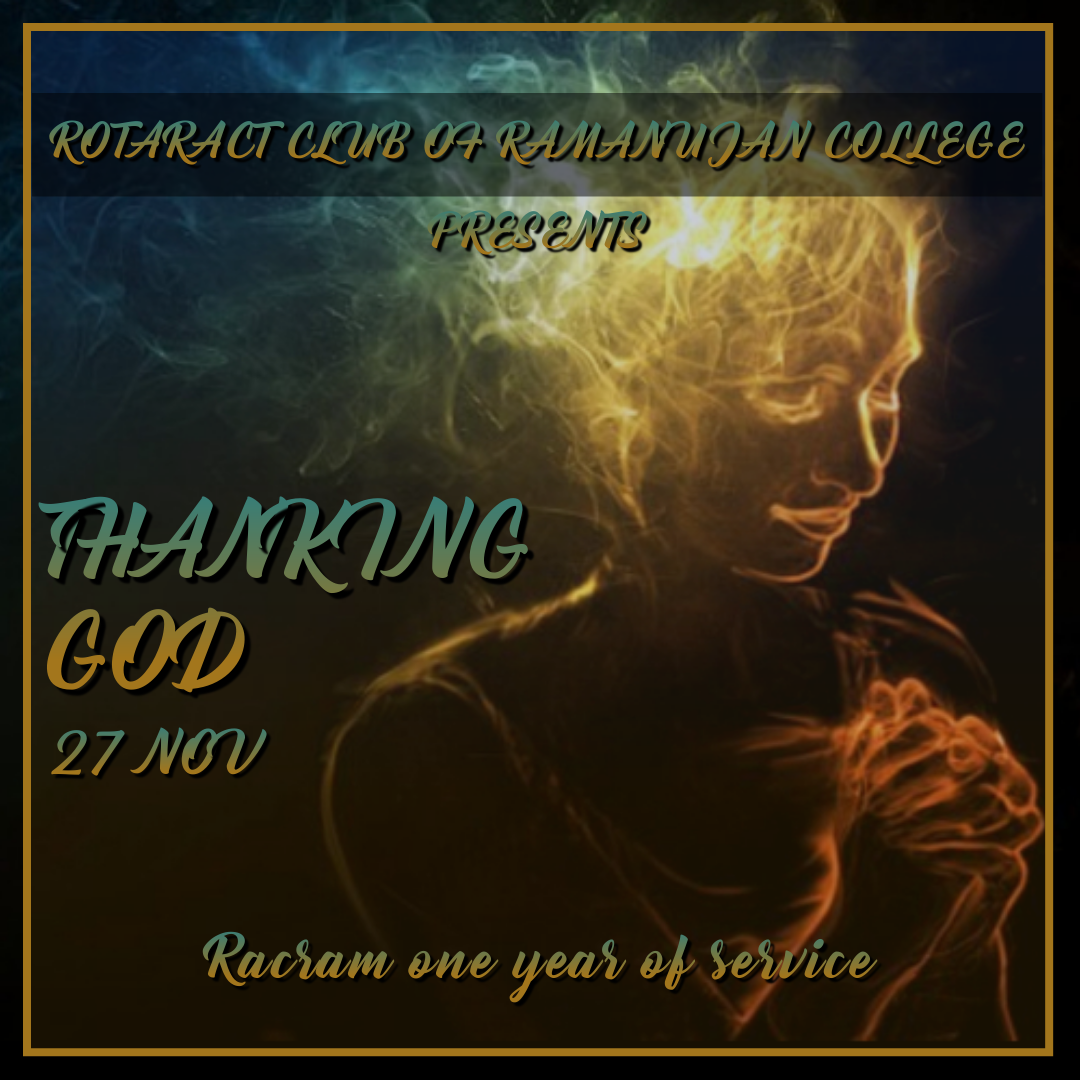 ROTARACT CLUB OF RAMANUJAN COLLEGE
PRESENTS
THANKING
GOD
27 NOV
Racram one year of service